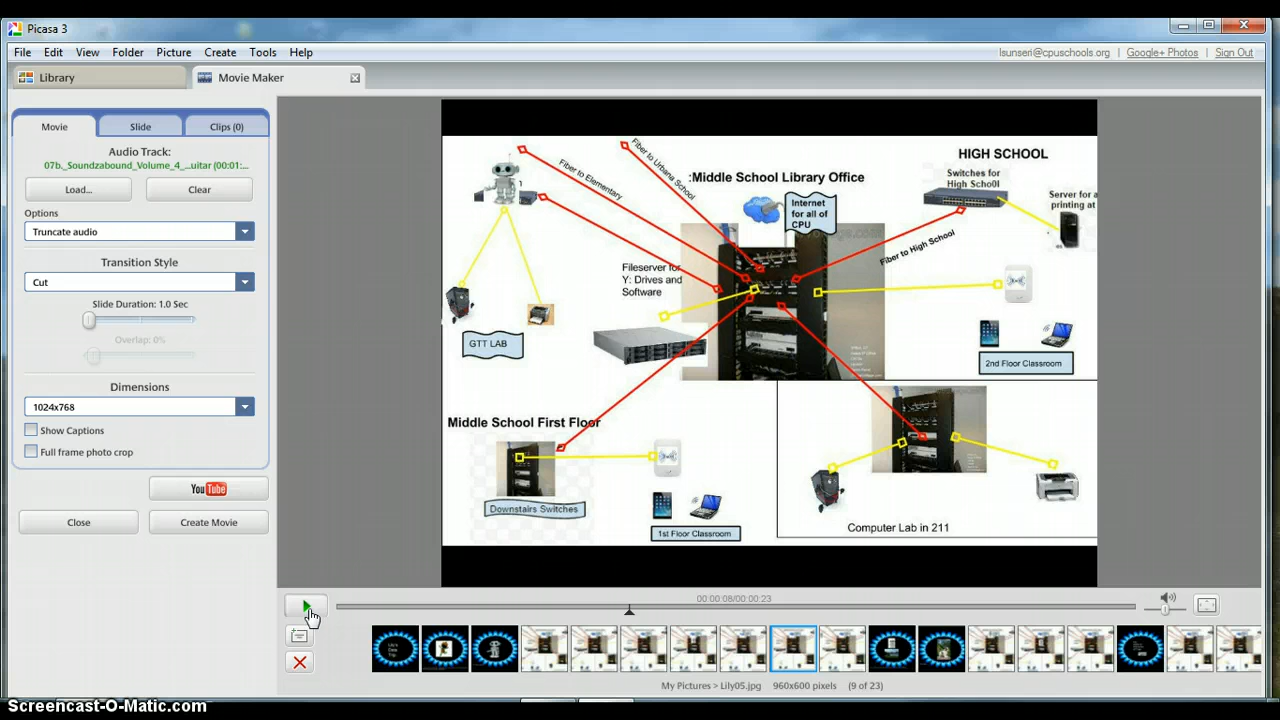 Picasa 3
File Edit View Folder Picture Create Tools Help
lsunseri@cpuschools.org | Google+ Photos | Sign Out
Library
Movie Maker
Movie
Slide
Clips (0)
Audio Track:
07b._Soundzabound_Volume_4_...uitar (00:01:...
Load...
Clear
Options
Truncate audio
Transition Style
Cut
Slide Duration: 1.0 Sec
Overlap: 0%
Dimensions
1024x768
Show Captions
Full frame photo crop
You Tube
Close
Create Movie
Fiber to Elementary
Fiber to Urbana School
:Middle School Library Office
Internet
for all of
CPU
HIGH SCHOOL
Switches for
High School
Server for a
printing at
Fiber to High School
Fileserver for
Y: Drives and
Software
GTT LAB
2nd Floor Classroom
Middle School First Floor
Downstairs Switches
1st Floor Classroom
Computer Lab in 211
00:00:08/00:00:23
My Pictures > Lily05.jpg 960x600 pixels (9 of 23)
Screencast-O-Matic.com